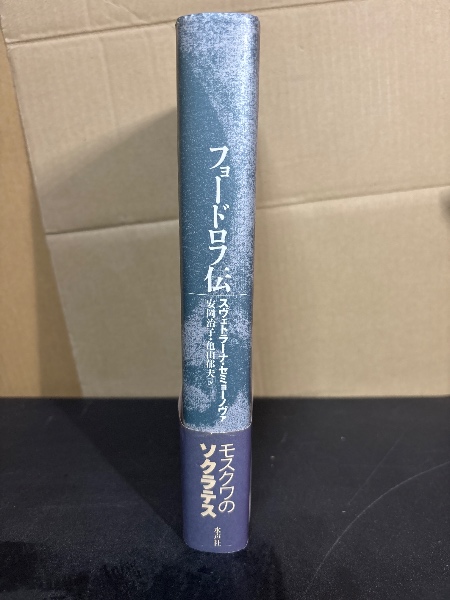 フョードロフ伝
スヴェトラーナ・セミョーノヴァ
安岡治子・亀山郁夫 訳
モスクワの
ソクラテス
水声社